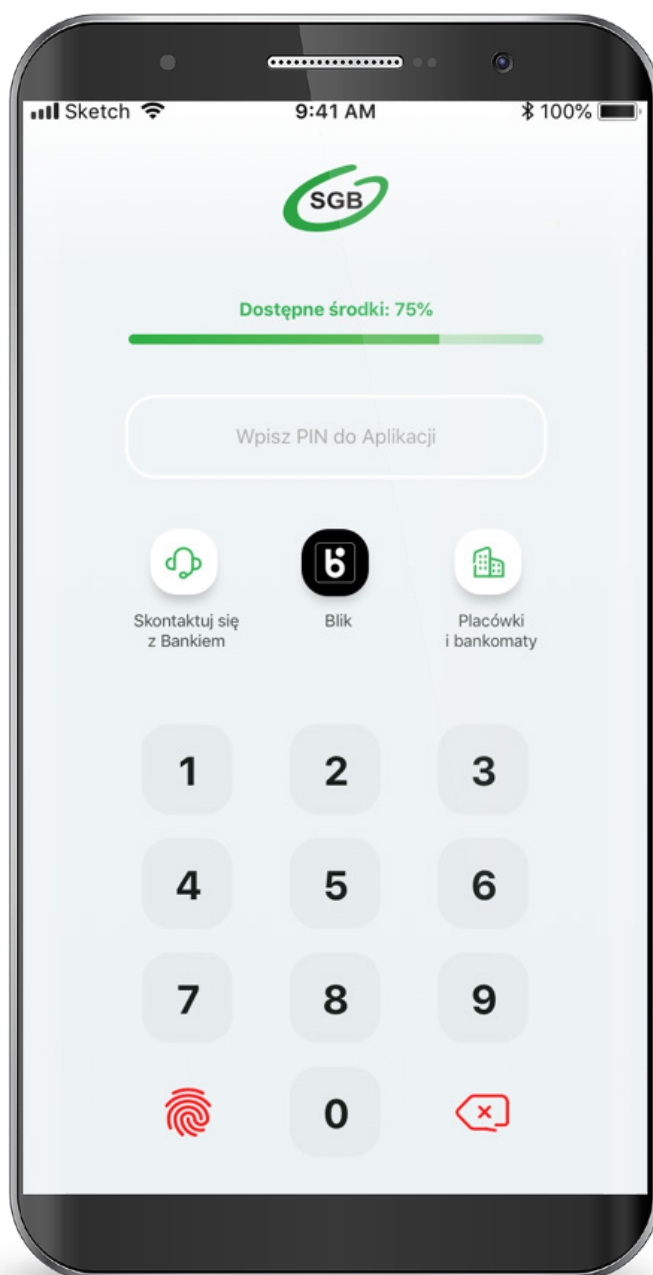 Sketch 9:41 AM 100%
SGB
Dostępne środki: 75%
Wpisz PIN do Aplikacji
Skontaktuj się
z Bankiem
Blik
Placówki
i bankomaty
1 2 3
4 5 6
7 8 9
0